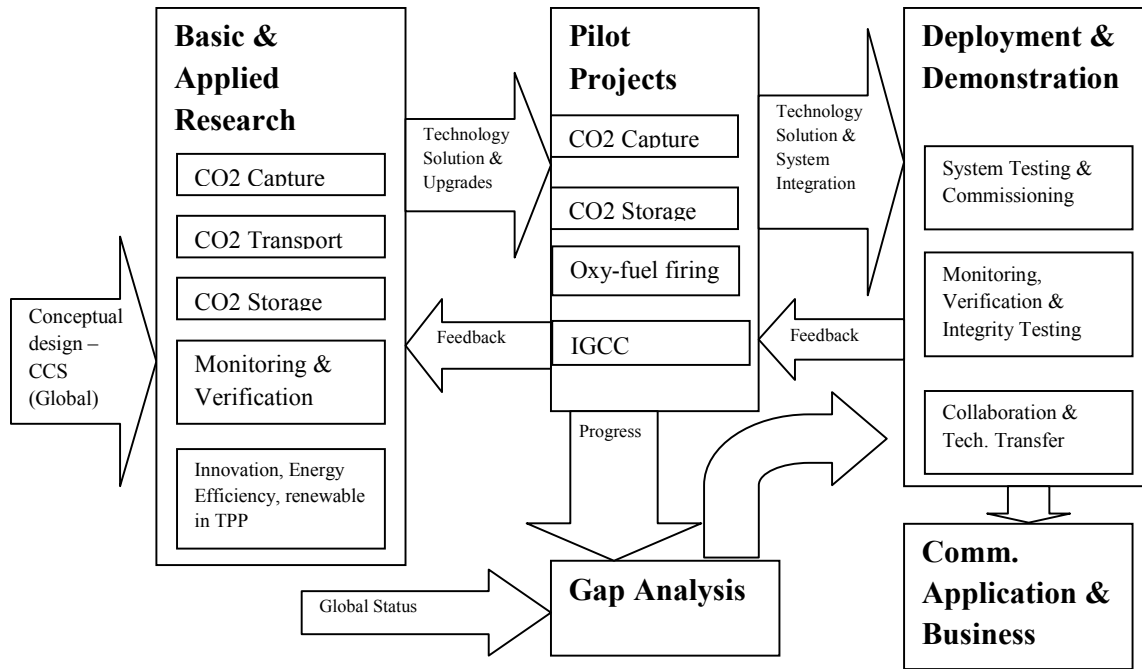 Basic &
Applied
Research
CO2 Capture
CO2 Transport
CO2 Storage
Monitoring &
Verification
Innovation, Energy
Efficiency, renewable
in TPP
Conceptual
design –
CCS
(Global)
Technology
Solution &
Upgrades
Feedback
Pilot
Projects
CO2 Capture
CO2 Storage
Oxy-fuel firing
IGCC
Technology
Solution &
System
Integration
Feedback
Deployment &
Demonstration
System Testing &
Commissioning
Monitoring,
Verification &
Integrity Testing
Collaboration &
Tech. Transfer
Progress
Global Status
Gap Analysis
Comm.
Application &
Business